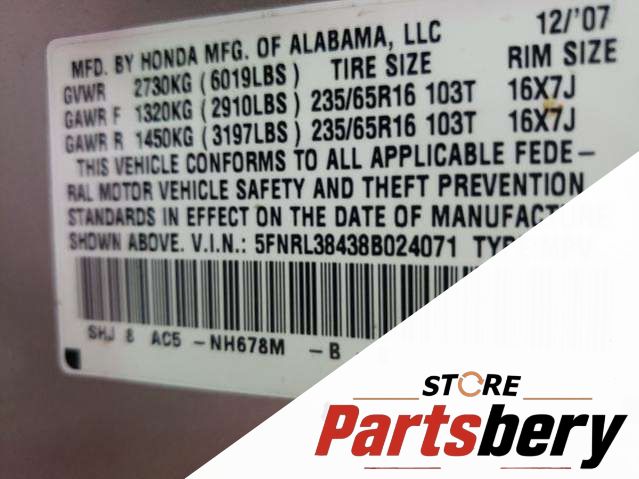 MFD. BY HONDA MFG. OF ALABAMA, LLC 12/'07
GVWR 2730KG (6019LBS) TIRE SIZE RIM SIZE
GAWR F 1320KG (2910LBS) 235/65R16 103T 16X7J
GAWR R 1450KG (3197LBS) 235/65R16 103T 16X7J
THIS VEHICLE CONFORMS TO ALL APPLICABLE FEDE-
RAL MOTOR VEHICLE SAFETY AND THEFT PREVENTION
STANDARDS IN EFFECT ON THE DATE OF MANUFACTURE
SHOWN ABOVE. V.I.N.: 5FNRL38438B024071 TYPE: MPV
SHJ 8 AC5 -NH678M -B
STORE
Partsbery